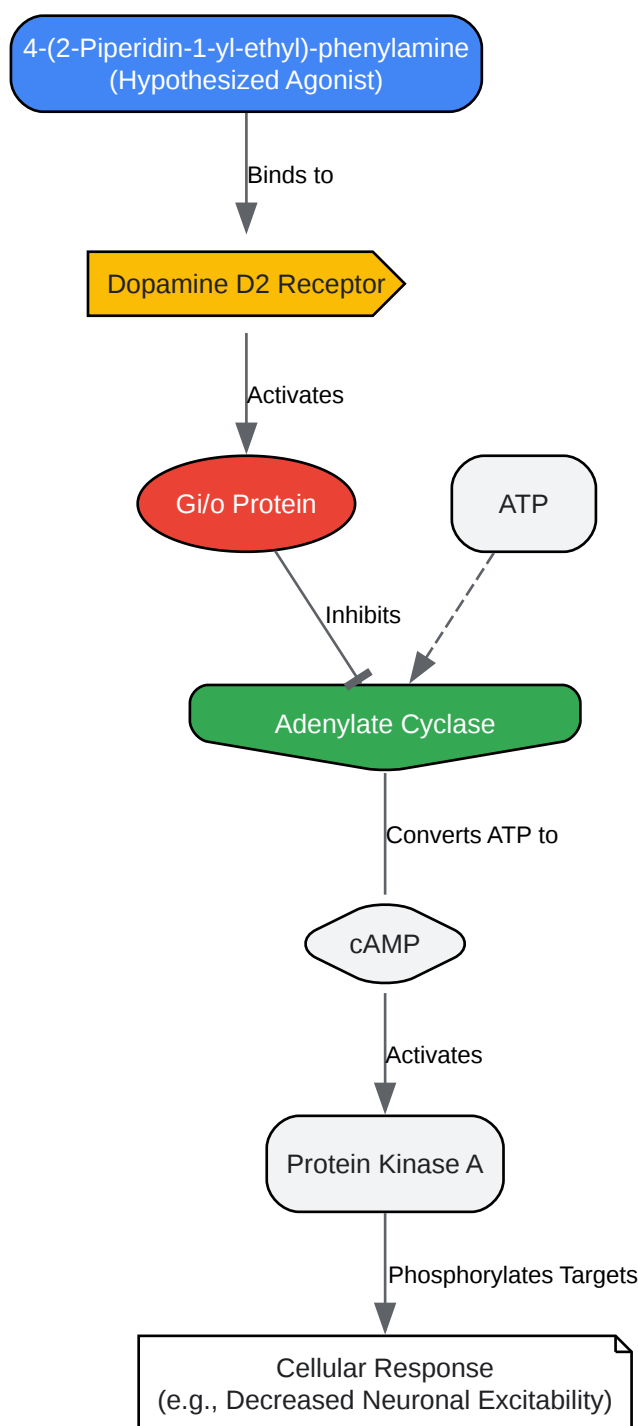 4-(2-Piperidin-1-yl-ethyl)-phenylamine
(Hypothesized Agonist)
Binds to
Dopamine D2 Receptor
Activates
Gi/o Protein
ATP
Inhibits
Adenylate Cyclase
Converts ATP to
cAMP
Activates
Protein Kinase A
Phosphorylates Targets
Cellular Response
(e.g., Decreased Neuronal Excitability)